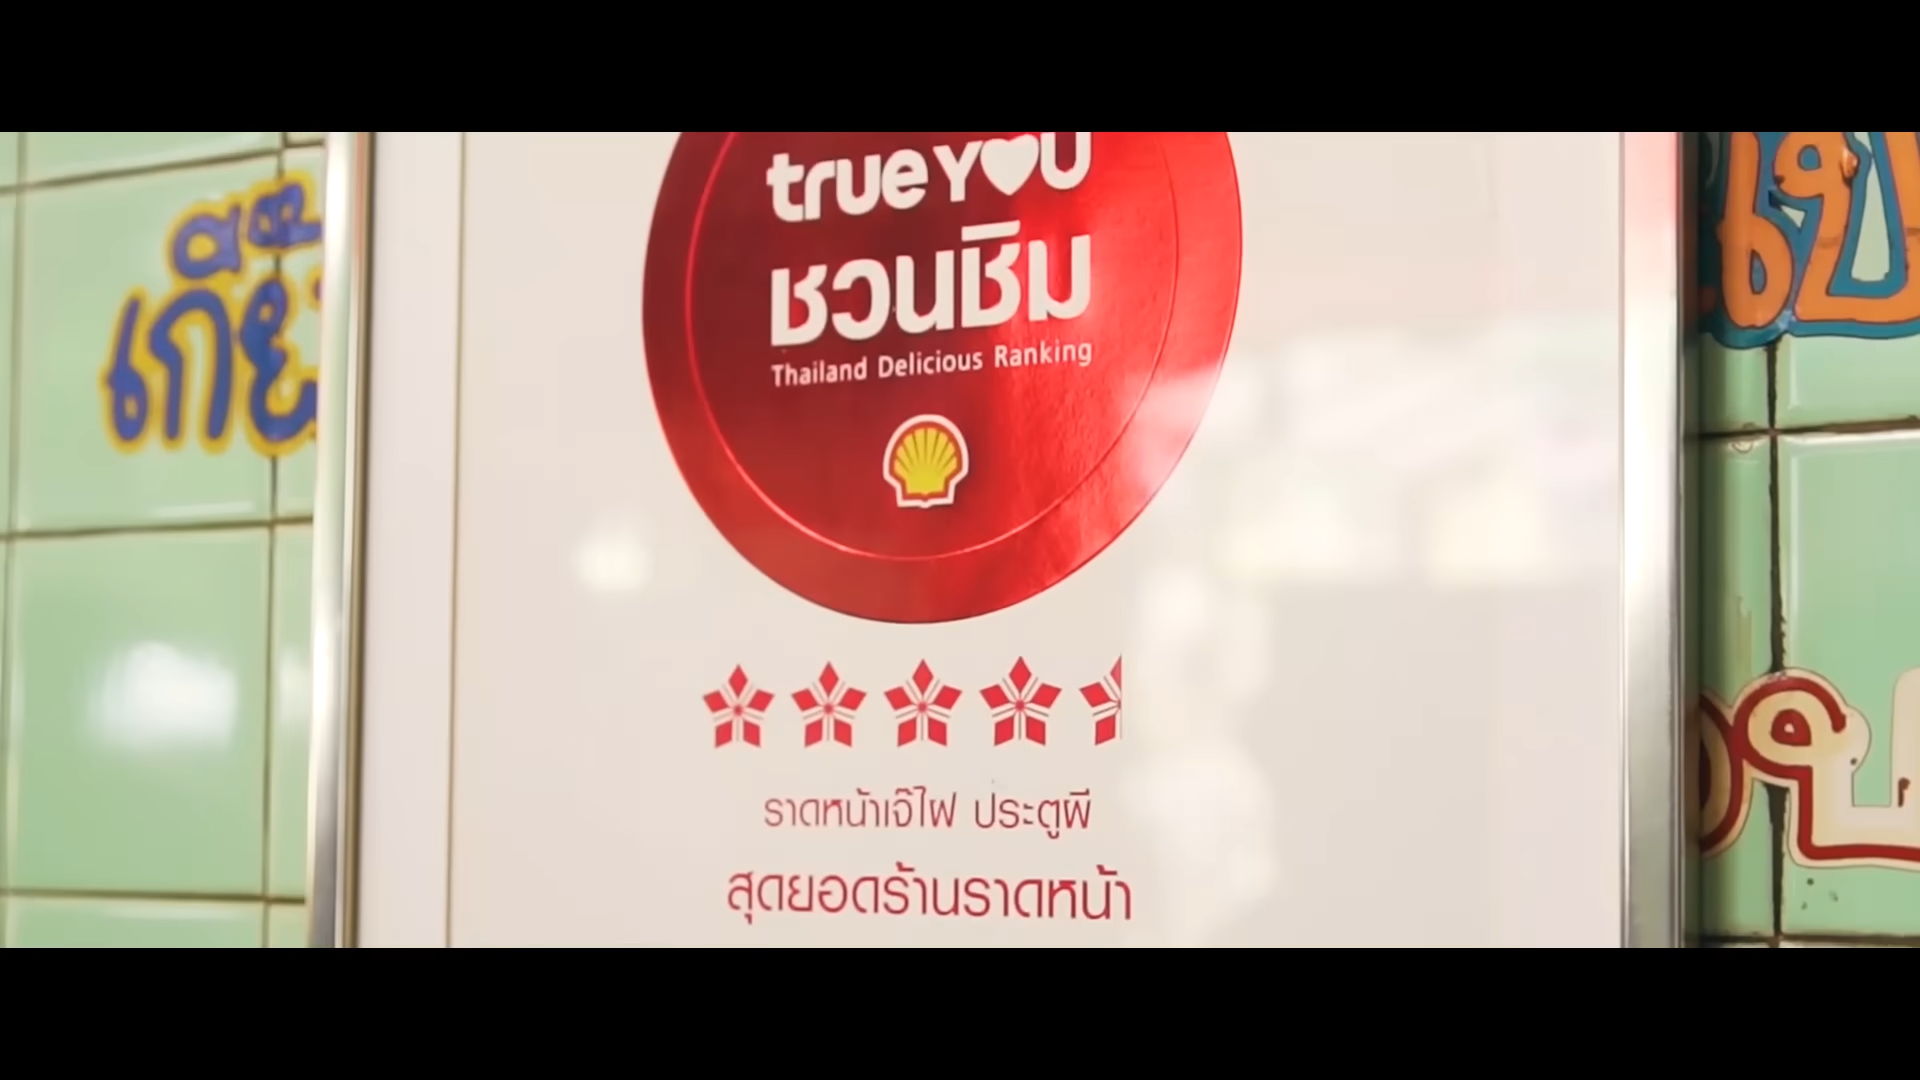 true YOU
ชวนชิม
Thailand Delicious Ranking
ราดหน้าเจ๊ไฝ ประตูผี
สุดยอดร้านราดหน้า